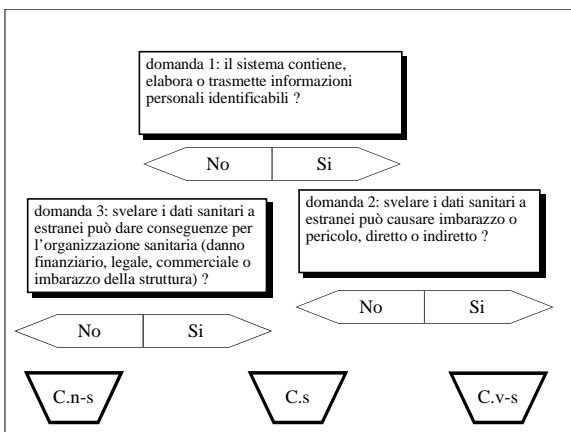 domanda 1: il sistema contiene,
elabora o trasmette informazioni
personali identificabili ?
No Si
domanda 3: svelare i dati sanitari a
estranei può dare conseguenze per
l'organizzazione sanitaria (danno
finanziario, legale, commerciale o
imbarazzo della struttura) ?
domanda 2: svelare i dati sanitari a
estranei può causare imbarazzo o
pericolo, diretto o indiretto ?
No Si
No Si
C.n-s C.s C.v-s